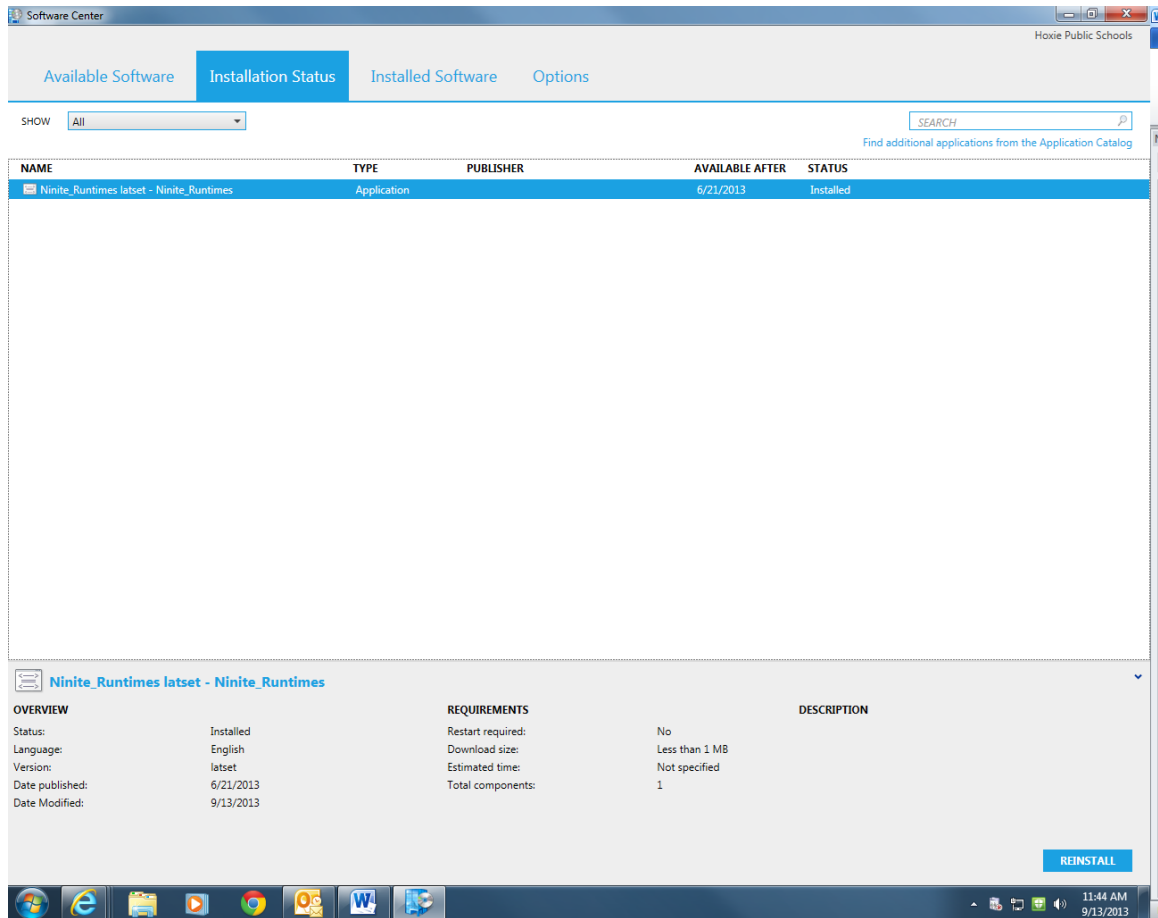 Software Center
Hoxie Public Schools
Available Software Installation Status Installed Software Options
SHOW All SEARCH
Find additional applications from the Application Catalog
NAME TYPE PUBLISHER AVAILABLE AFTER STATUS
Ninite_Runtimes latset - Ninite_Runtimes Application 6/21/2013 Installed
Ninite_Runtimes latset - Ninite_Runtimes
OVERVIEW REQUIREMENTS DESCRIPTION
Status: Installed Restart required: No
Language: English Download size: Less than 1 MB
Version: latset Estimated time: Not specified
Date published: 6/21/2013 Total components: 1
Date Modified: 9/13/2013
REINSTALL
11:44 AM
9/13/2013